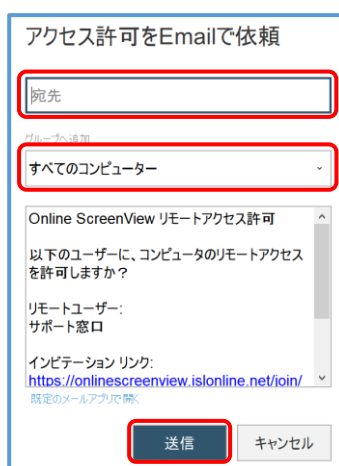 アクセス許可をEmailで依頼
宛先
グループへ追加
すべてのコンピューター
Online ScreenView リモートアクセス許可
以下のユーザーに、コンピュータのリモートアクセス
を許可しますか？
リモートユーザー:
サポート窓口
インビテーション リンク:
https://onlinescreenview.islonline.net/join/
既定のメールアプリで開く
送信
キャンセル